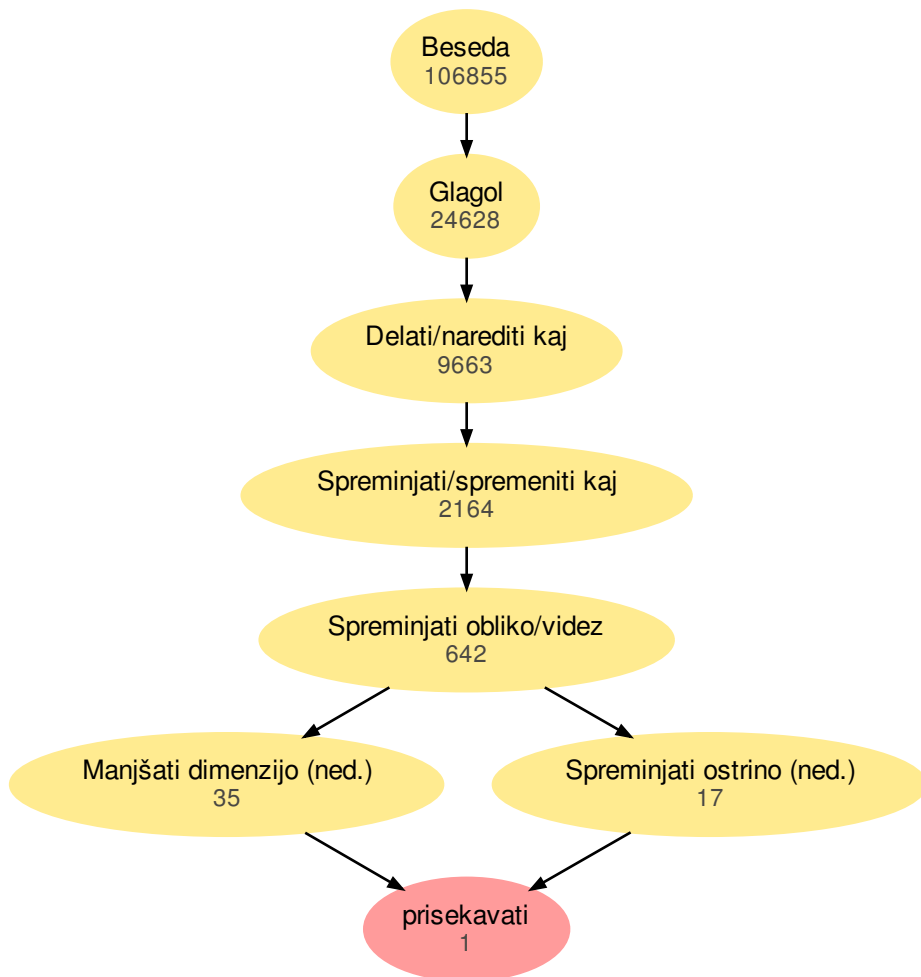 Beseda
106855
Glagol
24628
Delati/narediti kaj
9663
Spreminjati/spremeniti kaj
2164
Spreminjati obliko/videz
642
Manjšati dimenzijo (ned.)
35
Spreminjati ostrino (ned.)
17
prisekavati
1